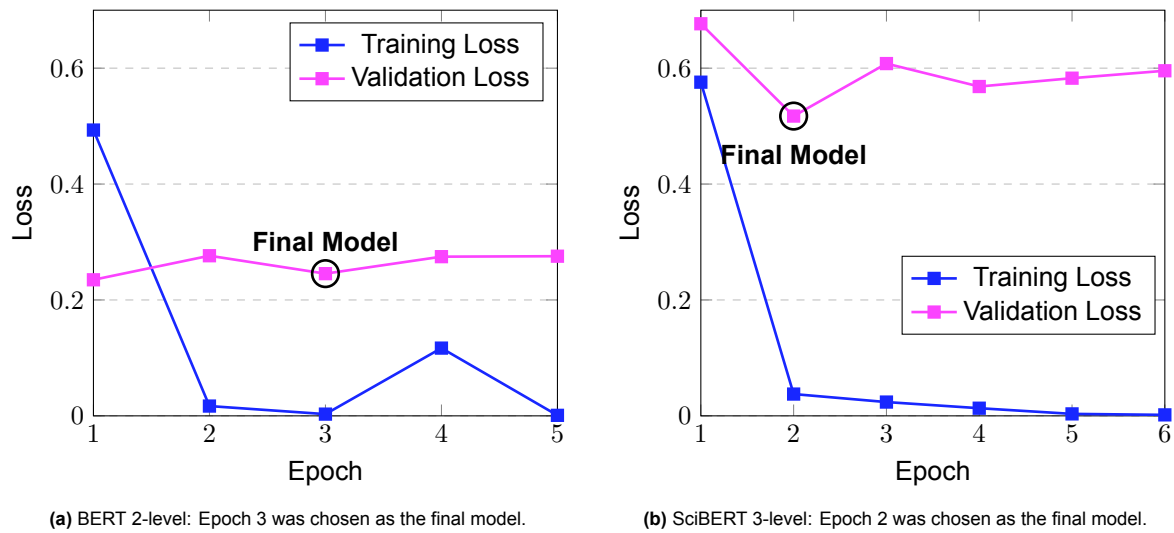 Training Loss
Validation Loss
0.6
0.4
0.2
0
Loss
Final Model
1 2 3 4 5
Epoch
(a) BERT 2-level: Epoch 3 was chosen as the final model.
0.6
0.4
0.2
0
Loss
Final Model
Training Loss
Validation Loss
1 2 3 4 5 6
Epoch
(b) SciBERT 3-level: Epoch 2 was chosen as the final model.